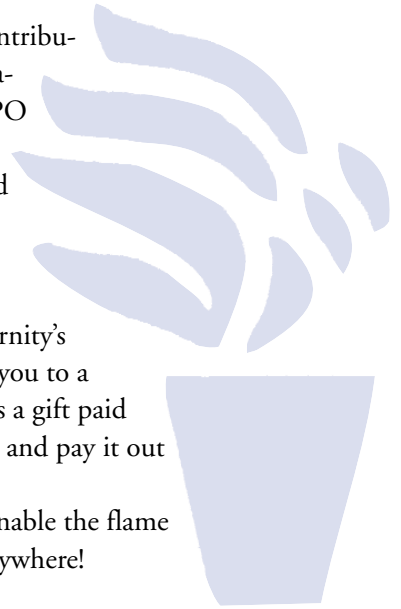 ntribu-
a-
PO
d
rnity’s
you to a
s a gift paid
and pay it out
nable the flame
ywhere!